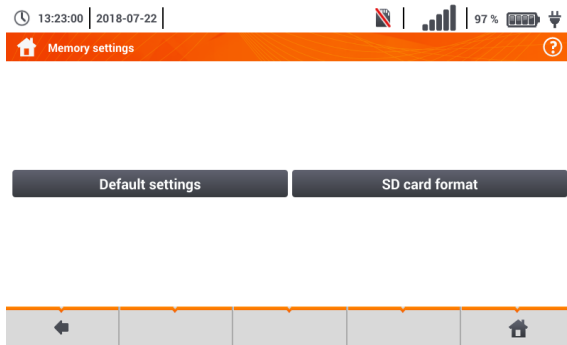 13:23:00 2018-07-22 97 %
Memory settings ?
Default settings SD card format